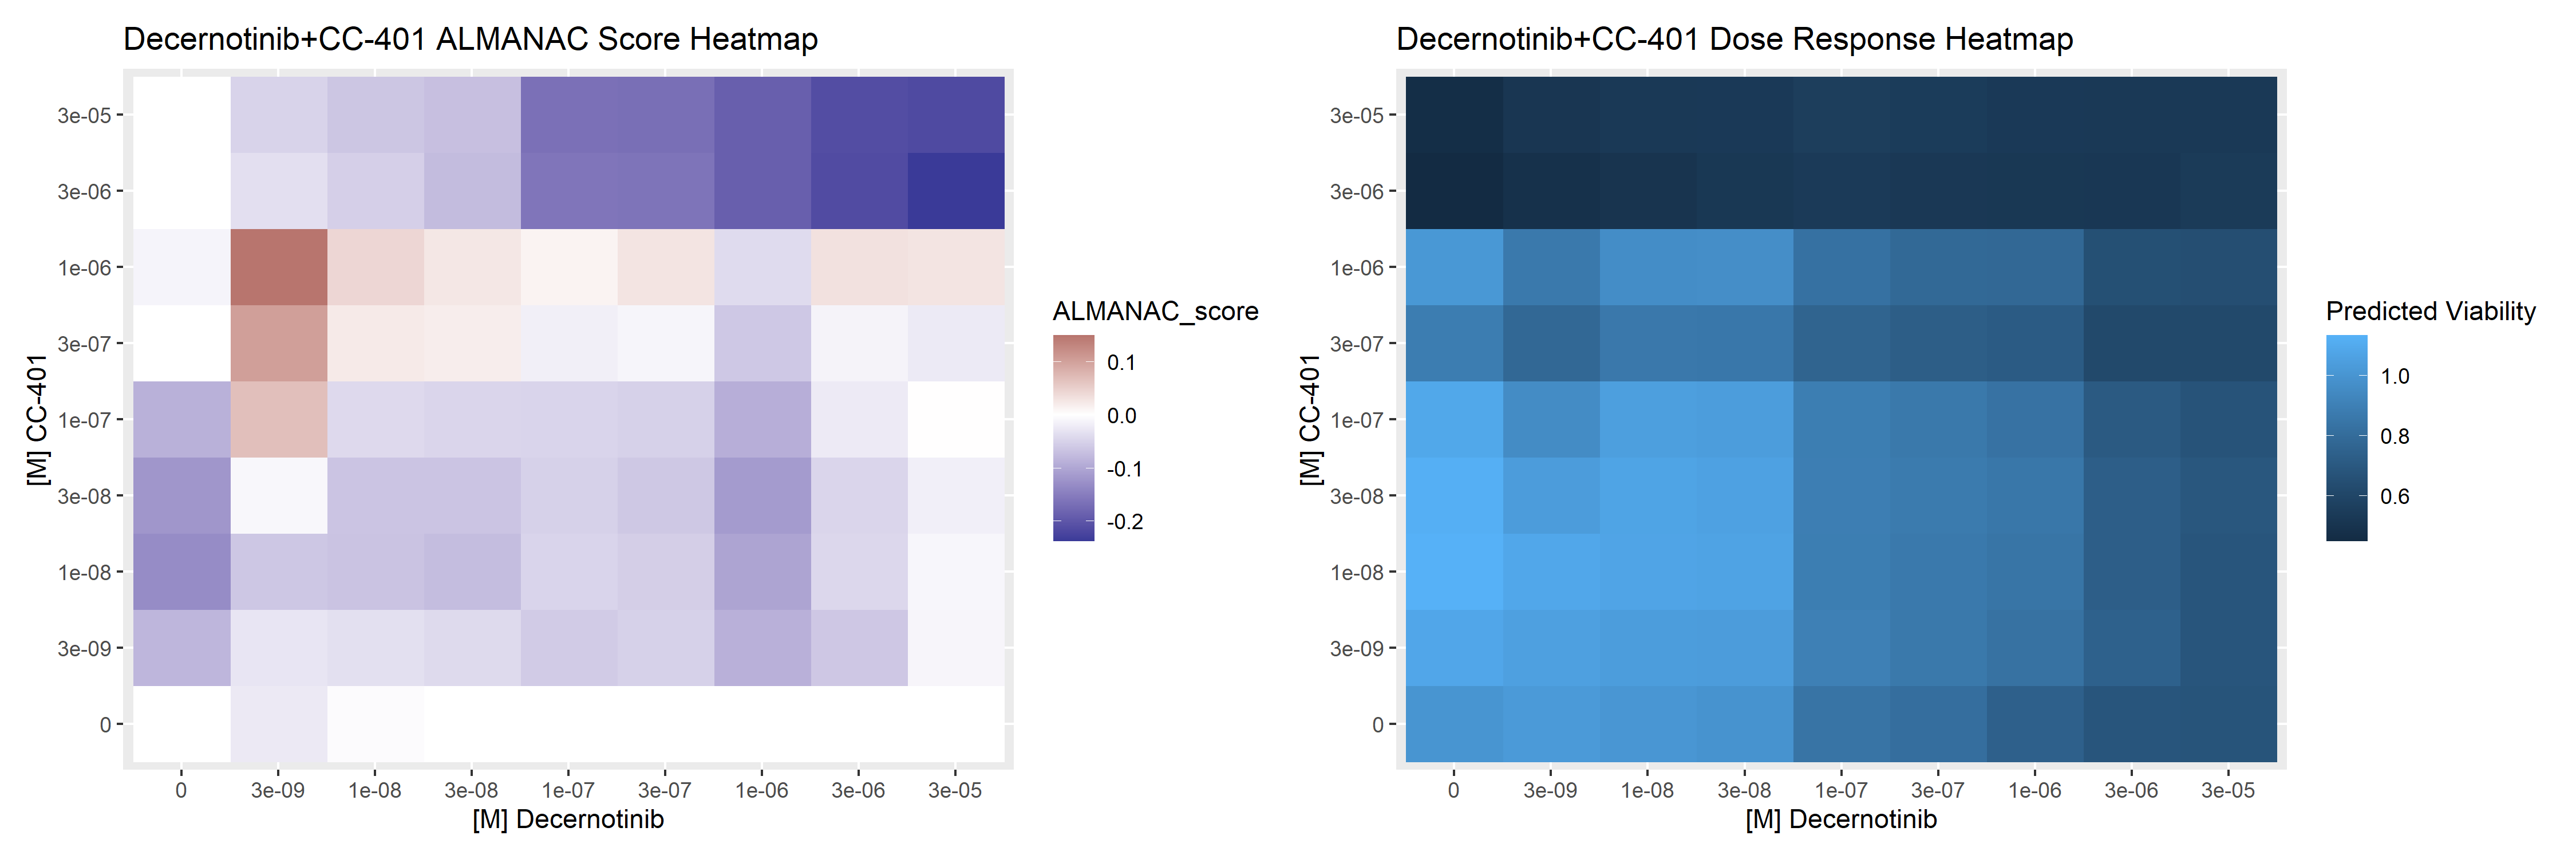 Decernotinib+CC-401 ALMANAC Score Heatmap
[M] CC-401
3e-05
3e-06
1e-06
3e-07
1e-07
3e-08
1e-08
3e-09
0
0 3e-09 1e-08 3e-08 1e-07 3e-07 1e-06 3e-06 3e-05
[M] Decernotinib
ALMANAC_score
0.1
0.0
-0.1
-0.2
Decernotinib+CC-401 Dose Response Heatmap
[M] CC-401
3e-05
3e-06
1e-06
3e-07
1e-07
3e-08
1e-08
3e-09
0
0 3e-09 1e-08 3e-08 1e-07 3e-07 1e-06 3e-06 3e-05
[M] Decernotinib
Predicted Viability
1.0
0.8
0.6